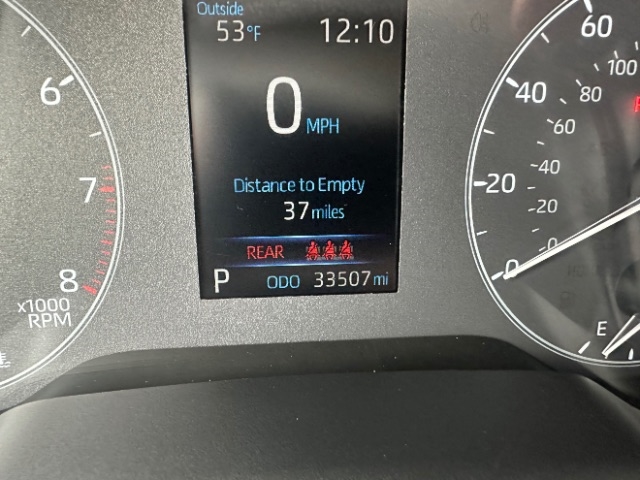 Outside
53°F 12:10
0 MPH
Distance to Empty
37 miles
REAR
P ODO 33507 mi
6
7
8
x1000
RPM
60
100
40 80
60
20 40
20
0 0
E